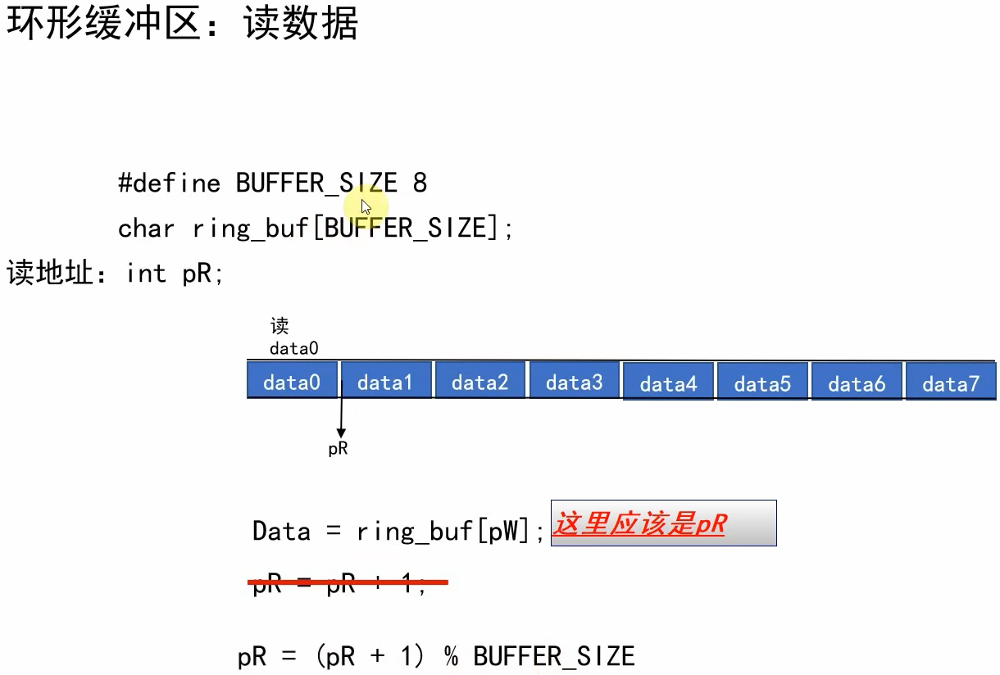 环形缓冲区：读数据
#define BUFFER_SIZE 8
char ring_buf[BUFFER_SIZE];
读地址：int pR;
读
data0
data0 data1 data2 data3 data4 data5 data6 data7
pR
Data = ring_buf[pW]; 这里应该是pR
pR = pR + 1;
pR = (pR + 1) % BUFFER_SIZE